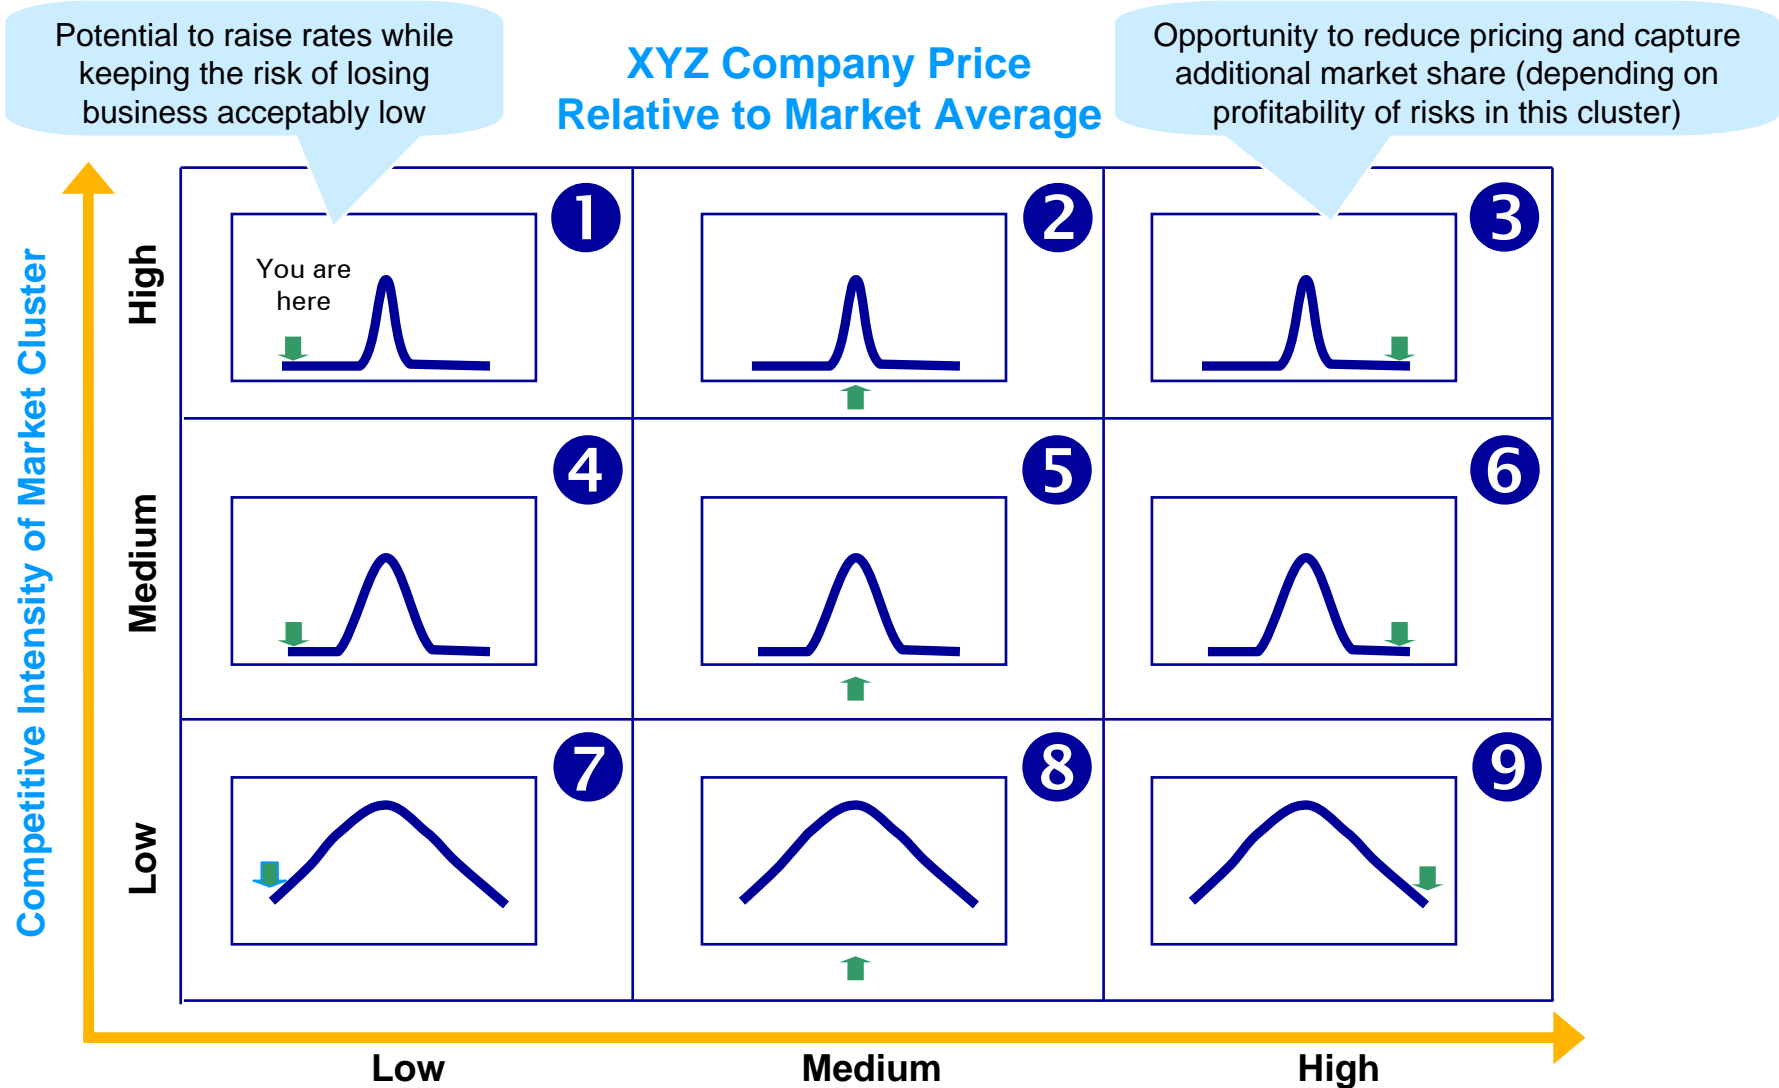 Potential to raise rates while
keeping the risk of losing
business acceptably low
XYZ Company Price
Relative to Market Average
Opportunity to reduce pricing and capture
additional market share (depending on
profitability of risks in this cluster)
Competitive Intensity of Market Cluster
High
You are
here
1
2
3
Medium
4
5
6
Low
7
8
9
Low
Medium
High